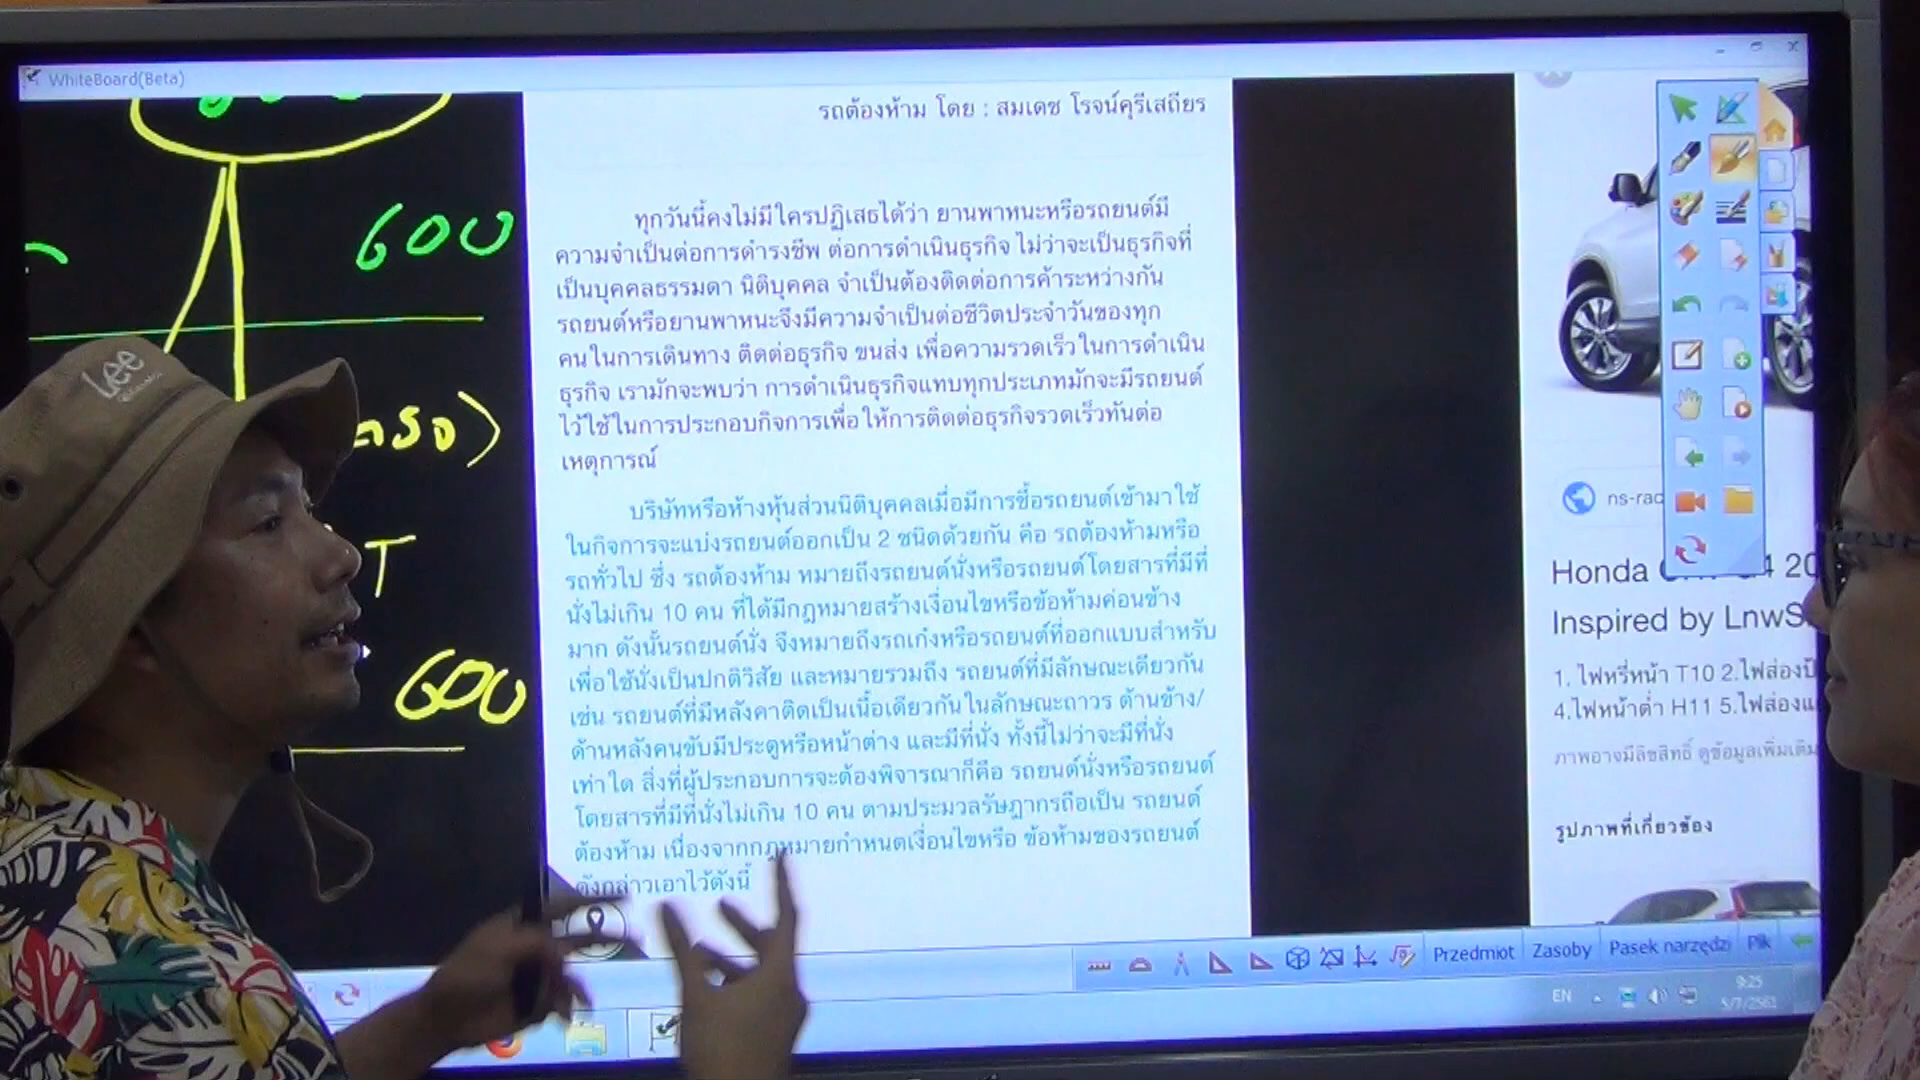 WhiteBoard(Beta)
รถต้องห้าม โดย : สมเดช โรจน์คุรีเสถียร
ทุกวันนี้คงไม่มีใครปฏิเสธได้ว่า ยานพาหนะหรือรถยนต์มี
ความจำเป็นต่อการดำรงชีพ ต่อการดำเนินธุรกิจ ไม่ว่าจะเป็นธุรกิจที่
เป็นบุคคลธรรมดา นิติบุคคล จำเป็นต้องติดต่อการค้าระหว่างกัน
รถยนต์หรือยานพาหนะจึงมีความจำเป็นต่อชีวิตประจำวันของทุก
คนในการเดินทาง ติดต่อธุรกิจ ขนส่ง เพื่อความรวดเร็วในการดำเนิน
ธุรกิจ เรามักจะพบว่า การดำเนินธุรกิจแทบทุกประเภทมักจะมีรถยนต์
ไว้ใช้ในการประกอบกิจการเพื่อให้การติดต่อธุรกิจรวดเร็วทันต่อ
เหตุการณ์
บริษัทหรือห้างหุ้นส่วนนิติบุคคลเมื่อมีการซื้อรถยนต์เข้ามาใช้
ในกิจการจะแบ่งรถยนต์ออกเป็น 2 ชนิดด้วยกัน คือ รถต้องห้ามหรือ
รถทั่วไป ซึ่ง รถต้องห้าม หมายถึงรถยนต์นั่งหรือรถยนต์โดยสารที่มีที่
นั่งไม่เกิน 10 คน ที่ได้มีกฎหมายสร้างเงื่อนไขหรือข้อห้ามค่อนข้าง
มาก ดังนั้นรถยนต์นั่ง จึงหมายถึงรถเก๋งหรือรถยนต์ที่ออกแบบสำหรับ
เพื่อใช้นั่งเป็นปกติวิสัย และหมายรวมถึง รถยนต์ที่มีลักษณะเดียวกัน
เช่น รถยนต์ที่มีหลังคาติดเป็นเนื้อเดียวกันในลักษณะถาวร ด้านข้าง/
ด้านหลังคนขับมีประตูหรือหน้าต่าง และมีที่นั่ง ทั้งนี้ไม่ว่าจะมีที่นั่ง
เท่าใด สิ่งที่ผู้ประกอบการจะต้องพิจารณาก็คือ รถยนต์นั่งหรือรถยนต์
โดยสารที่มีที่นั่งไม่เกิน 10 คน ตามประมวลรัษฎากรถือเป็น รถยนต์
ต้องห้าม เนื่องจากกฎหมายกำหนดเงื่อนไขหรือ ข้อห้ามของรถยนต์
ดังกล่าวเอาไว้ดังนี้
600
T
600
Lee
ns-rac
Honda
Inspired by LnwS
1. ไฟหรี่หน้า T10 2.ไฟส่องป้
4.ไฟหน้าต่ำ H11 5.ไฟส่องแ
ภาพอาจมีลิขสิทธิ์ ดูข้อมูลเพิ่มเติม
รูปภาพที่เกี่ยวข้อง
Przedmiot Zasoby Pasek narzędzi Plik
EN
9:25
5/7/2561